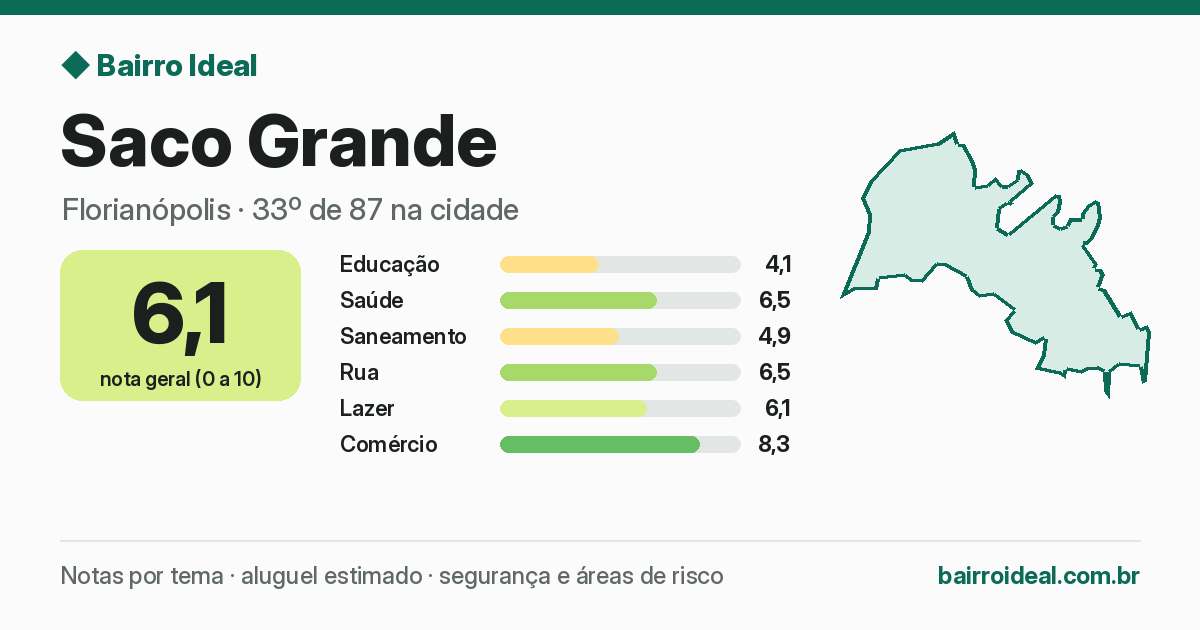 Bairro Ideal
Saco Grande
Florianópolis · 33º de 87 na cidade
6,1
nota geral (0 a 10)
Educação 4,1
Saúde 6,5
Saneamento 4,9
Rua 6,5
Lazer 6,1
Comércio 8,3
Notas por tema · aluguel estimado · segurança e áreas de risco
bairroideal.com.br